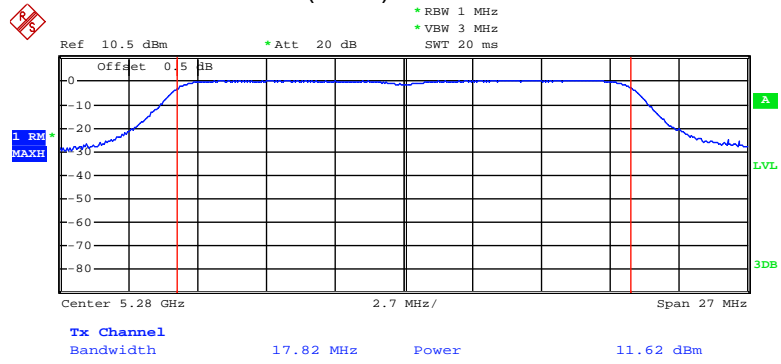 R S
* RBW 1 MHz
* VBW 3 MHz
Ref 10.5 dBm * Att 20 dB SWT 20 ms
Offset 0.5 dB
0
A
-10
-20
1 RM *
MAXH
-30
LVL
-40
-50
-60
-70
-80
3DB
Center 5.28 GHz 2.7 MHz/ Span 27 MHz
Tx Channel
Bandwidth 17.82 MHz Power 11.62 dBm